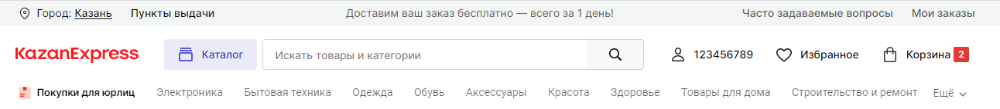 Город: Казань Пункты выдачи Доставим ваш заказ бесплатно — всего за 1 день! Часто задаваемые вопросы Мои заказы
KazanExpress Каталог Искать товары и категории 123456789 Избранное Корзина 2
Покупки для юрлиц Электроника Бытовая техника Одежда Обувь Аксессуары Красота Здоровье Товары для дома Строительство и ремонт Ещё